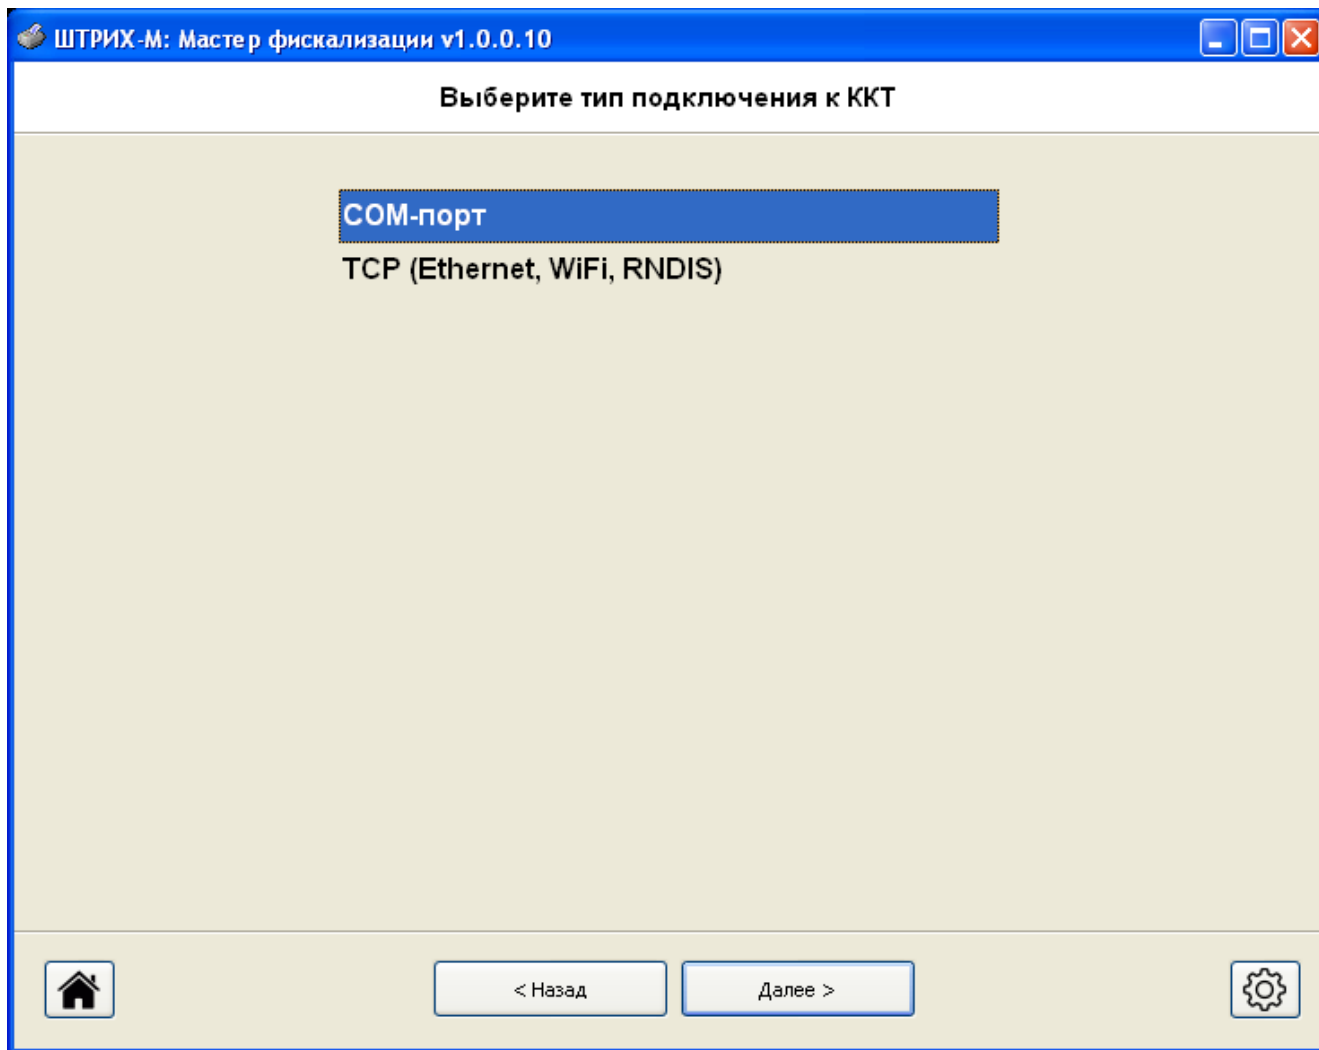 ШТРИХ-М: Мастер фискализации v1.0.0.10
Выберите тип подключения к ККТ
COM-порт
TCP (Ethernet, WiFi, RNDIS)
< Назад
Далее >